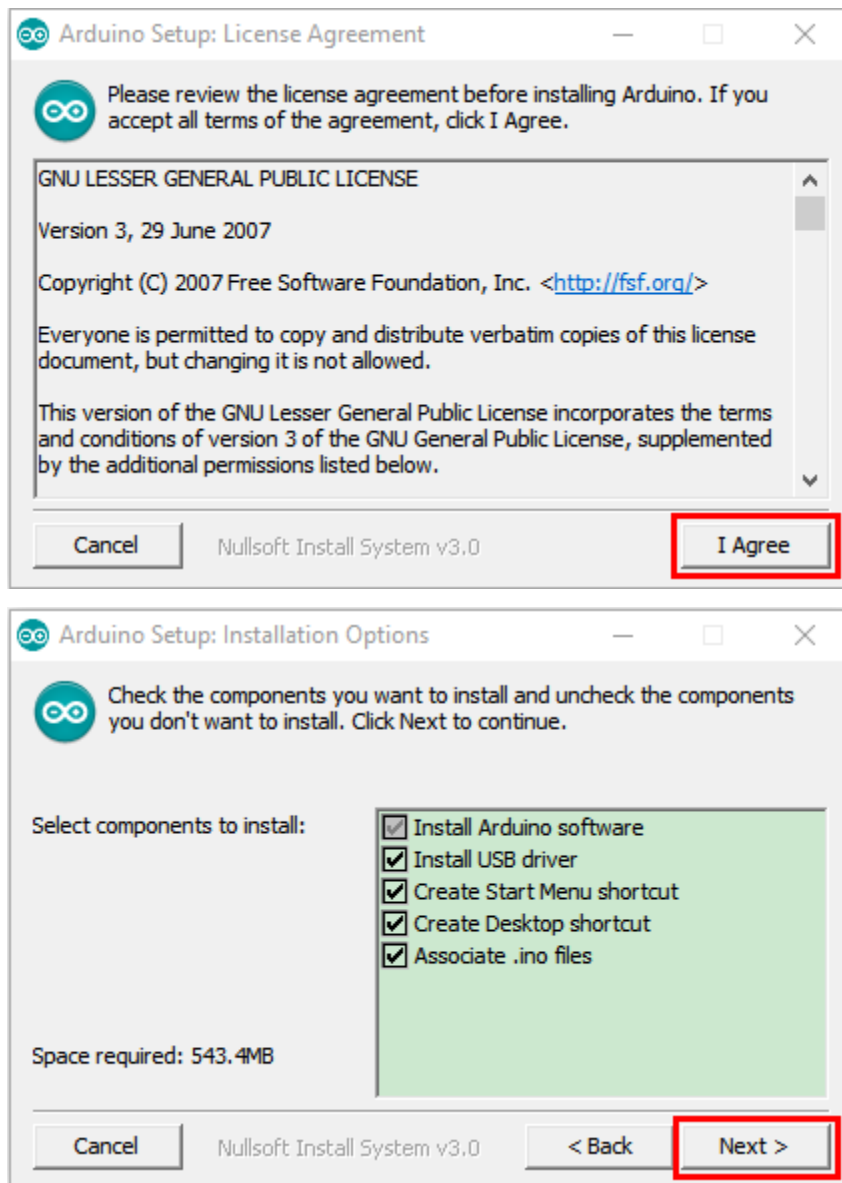 Arduino Setup: License Agreement
Please review the license agreement before installing Arduino. If you
accept all terms of the agreement, click I Agree.
GNU LESSER GENERAL PUBLIC LICENSE
Version 3, 29 June 2007
Copyright (C) 2007 Free Software Foundation, Inc. <http://fsf.org/>
Everyone is permitted to copy and distribute verbatim copies of this license
document, but changing it is not allowed.
This version of the GNU Lesser General Public License incorporates the terms
and conditions of version 3 of the GNU General Public License, supplemented
by the additional permissions listed below.
Cancel
Nullsoft Install System v3.0
I Agree
Arduino Setup: Installation Options
Check the components you want to install and uncheck the components
you don't want to install. Click Next to continue.
Select components to install:
Install Arduino software
Install USB driver
Create Start Menu shortcut
Create Desktop shortcut
Associate .ino files
Space required: 543.4MB
Cancel
Nullsoft Install System v3.0
< Back
Next >